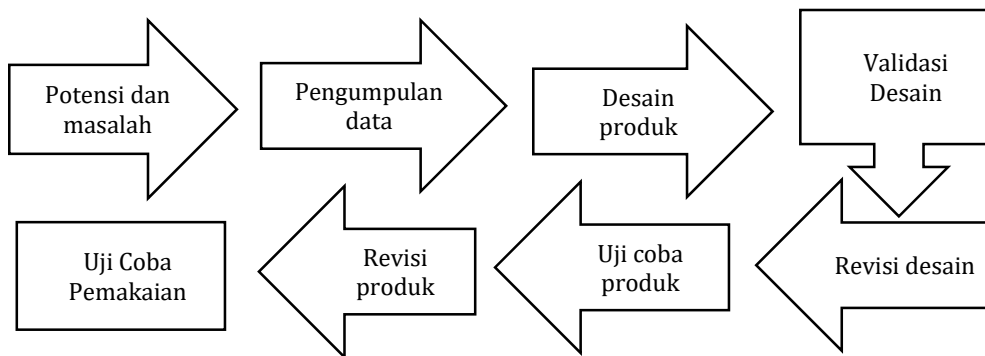 Potensi dan
masalah
Pengumpulan
data
Desain
produk
Validasi
Desain
Revisi desain
Uji coba
produk
Revisi
produk
Uji Coba
Pemakaian